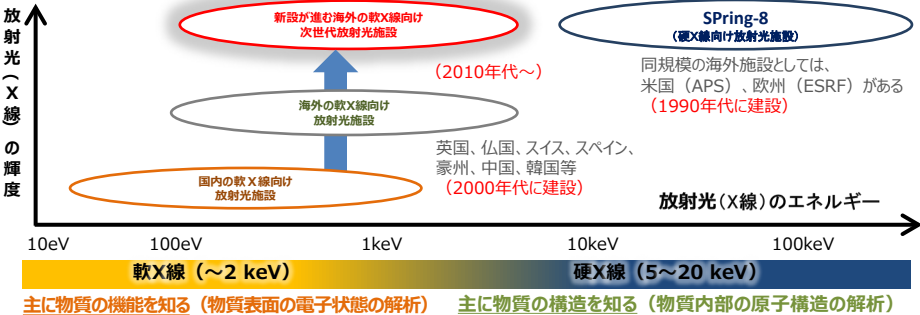 放射光(X線)の輝度
新設が進む海外の軟X線向け
次世代放射光施設
SPring-8
(硬X線向け放射光施設)
(2010年代～)
同規模の海外施設としては、
米国(APS)、欧州(ESRF)がある
(1990年代に建設)
海外の軟X線向け
放射光施設
英国、仏国、スイス、スペイン、
豪州、中国、韓国等
(2000年代に建設)
国内の軟X線向け
放射光施設
放射光(X線)のエネルギー
10eV 100eV 1keV 10keV 100keV
軟X線(～2 keV) 硬X線(5～20 keV)
主に物質の機能を知る(物質表面の電子状態の解析) 主に物質の構造を知る(物質内部の原子構造の解析)